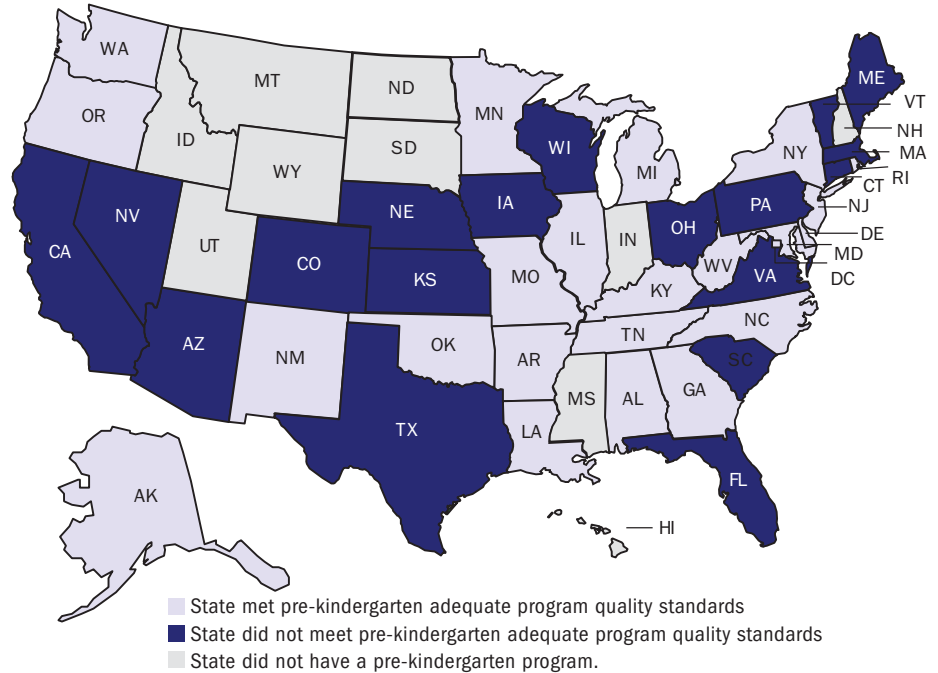 WA
MT
ND
MN
ME
VT
NH
MA
RI
CT
NJ
DE
MD
DC
OR
ID
SD
WY
WI
MI
NY
NV
NE
IA
PA
CA
UT
CO
IL
IN
OH
KS
MO
WV
VA
KY
AZ
NM
OK
AR
TN
NC
SC
TX
LA
MS
AL
GA
FL
AK
HI
State met pre-kindergarten adequate program quality standards
State did not meet pre-kindergarten adequate program quality standards
State did not have a pre-kindergarten program.